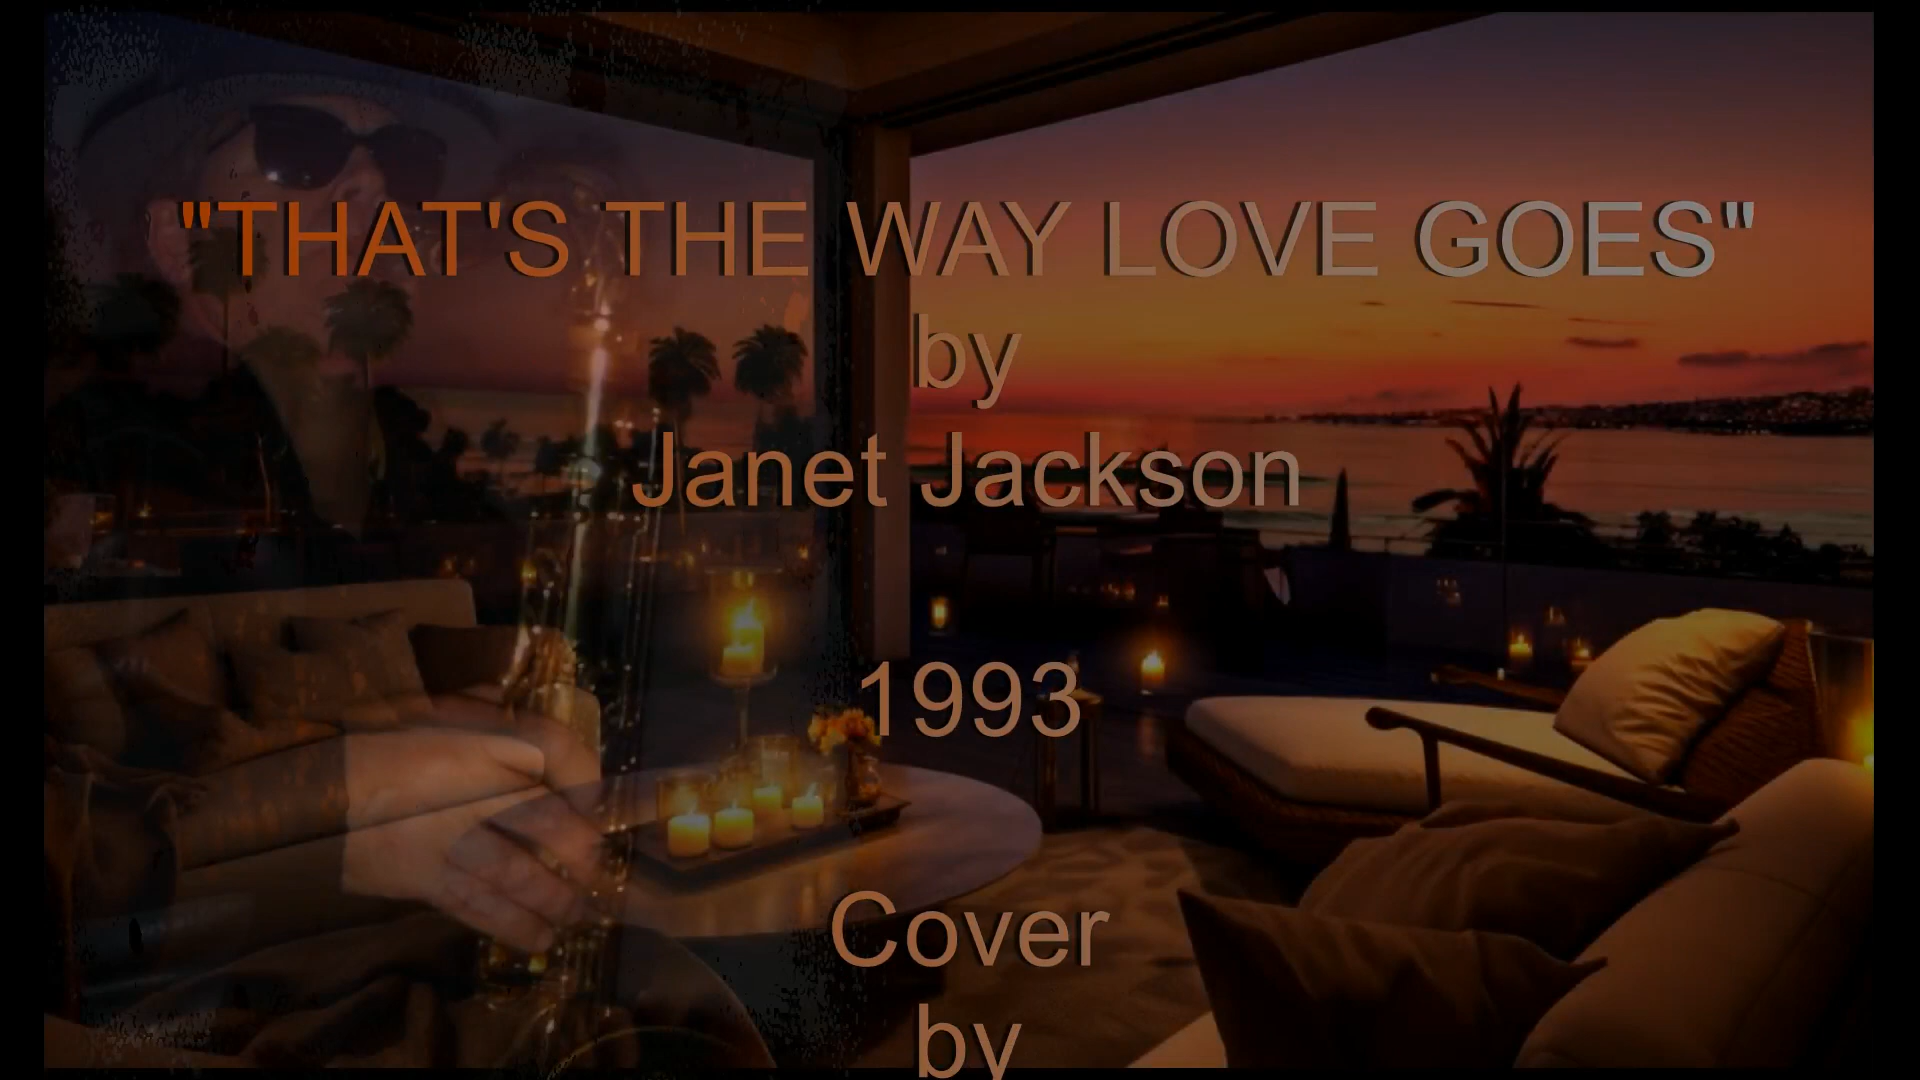 "THAT'S THE WAY LOVE GOES"
by
Janet Jackson
1993
Cover
by